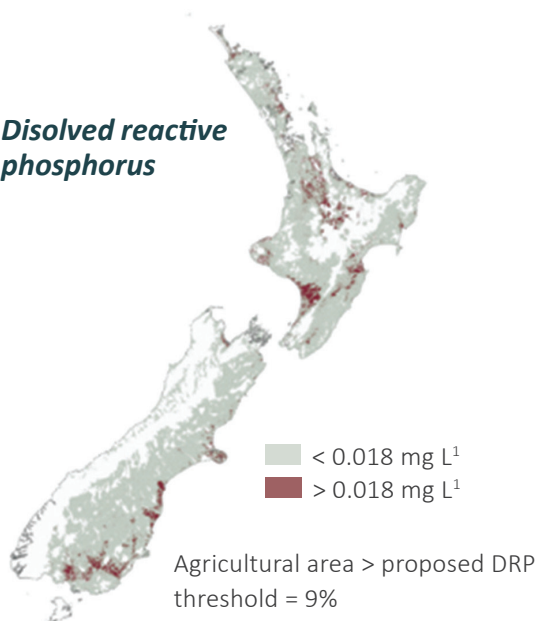 Disolved reactive
phosphorus
< 0.018 mg L¹
> 0.018 mg L¹
Agricultural area > proposed DRP
threshold = 9%